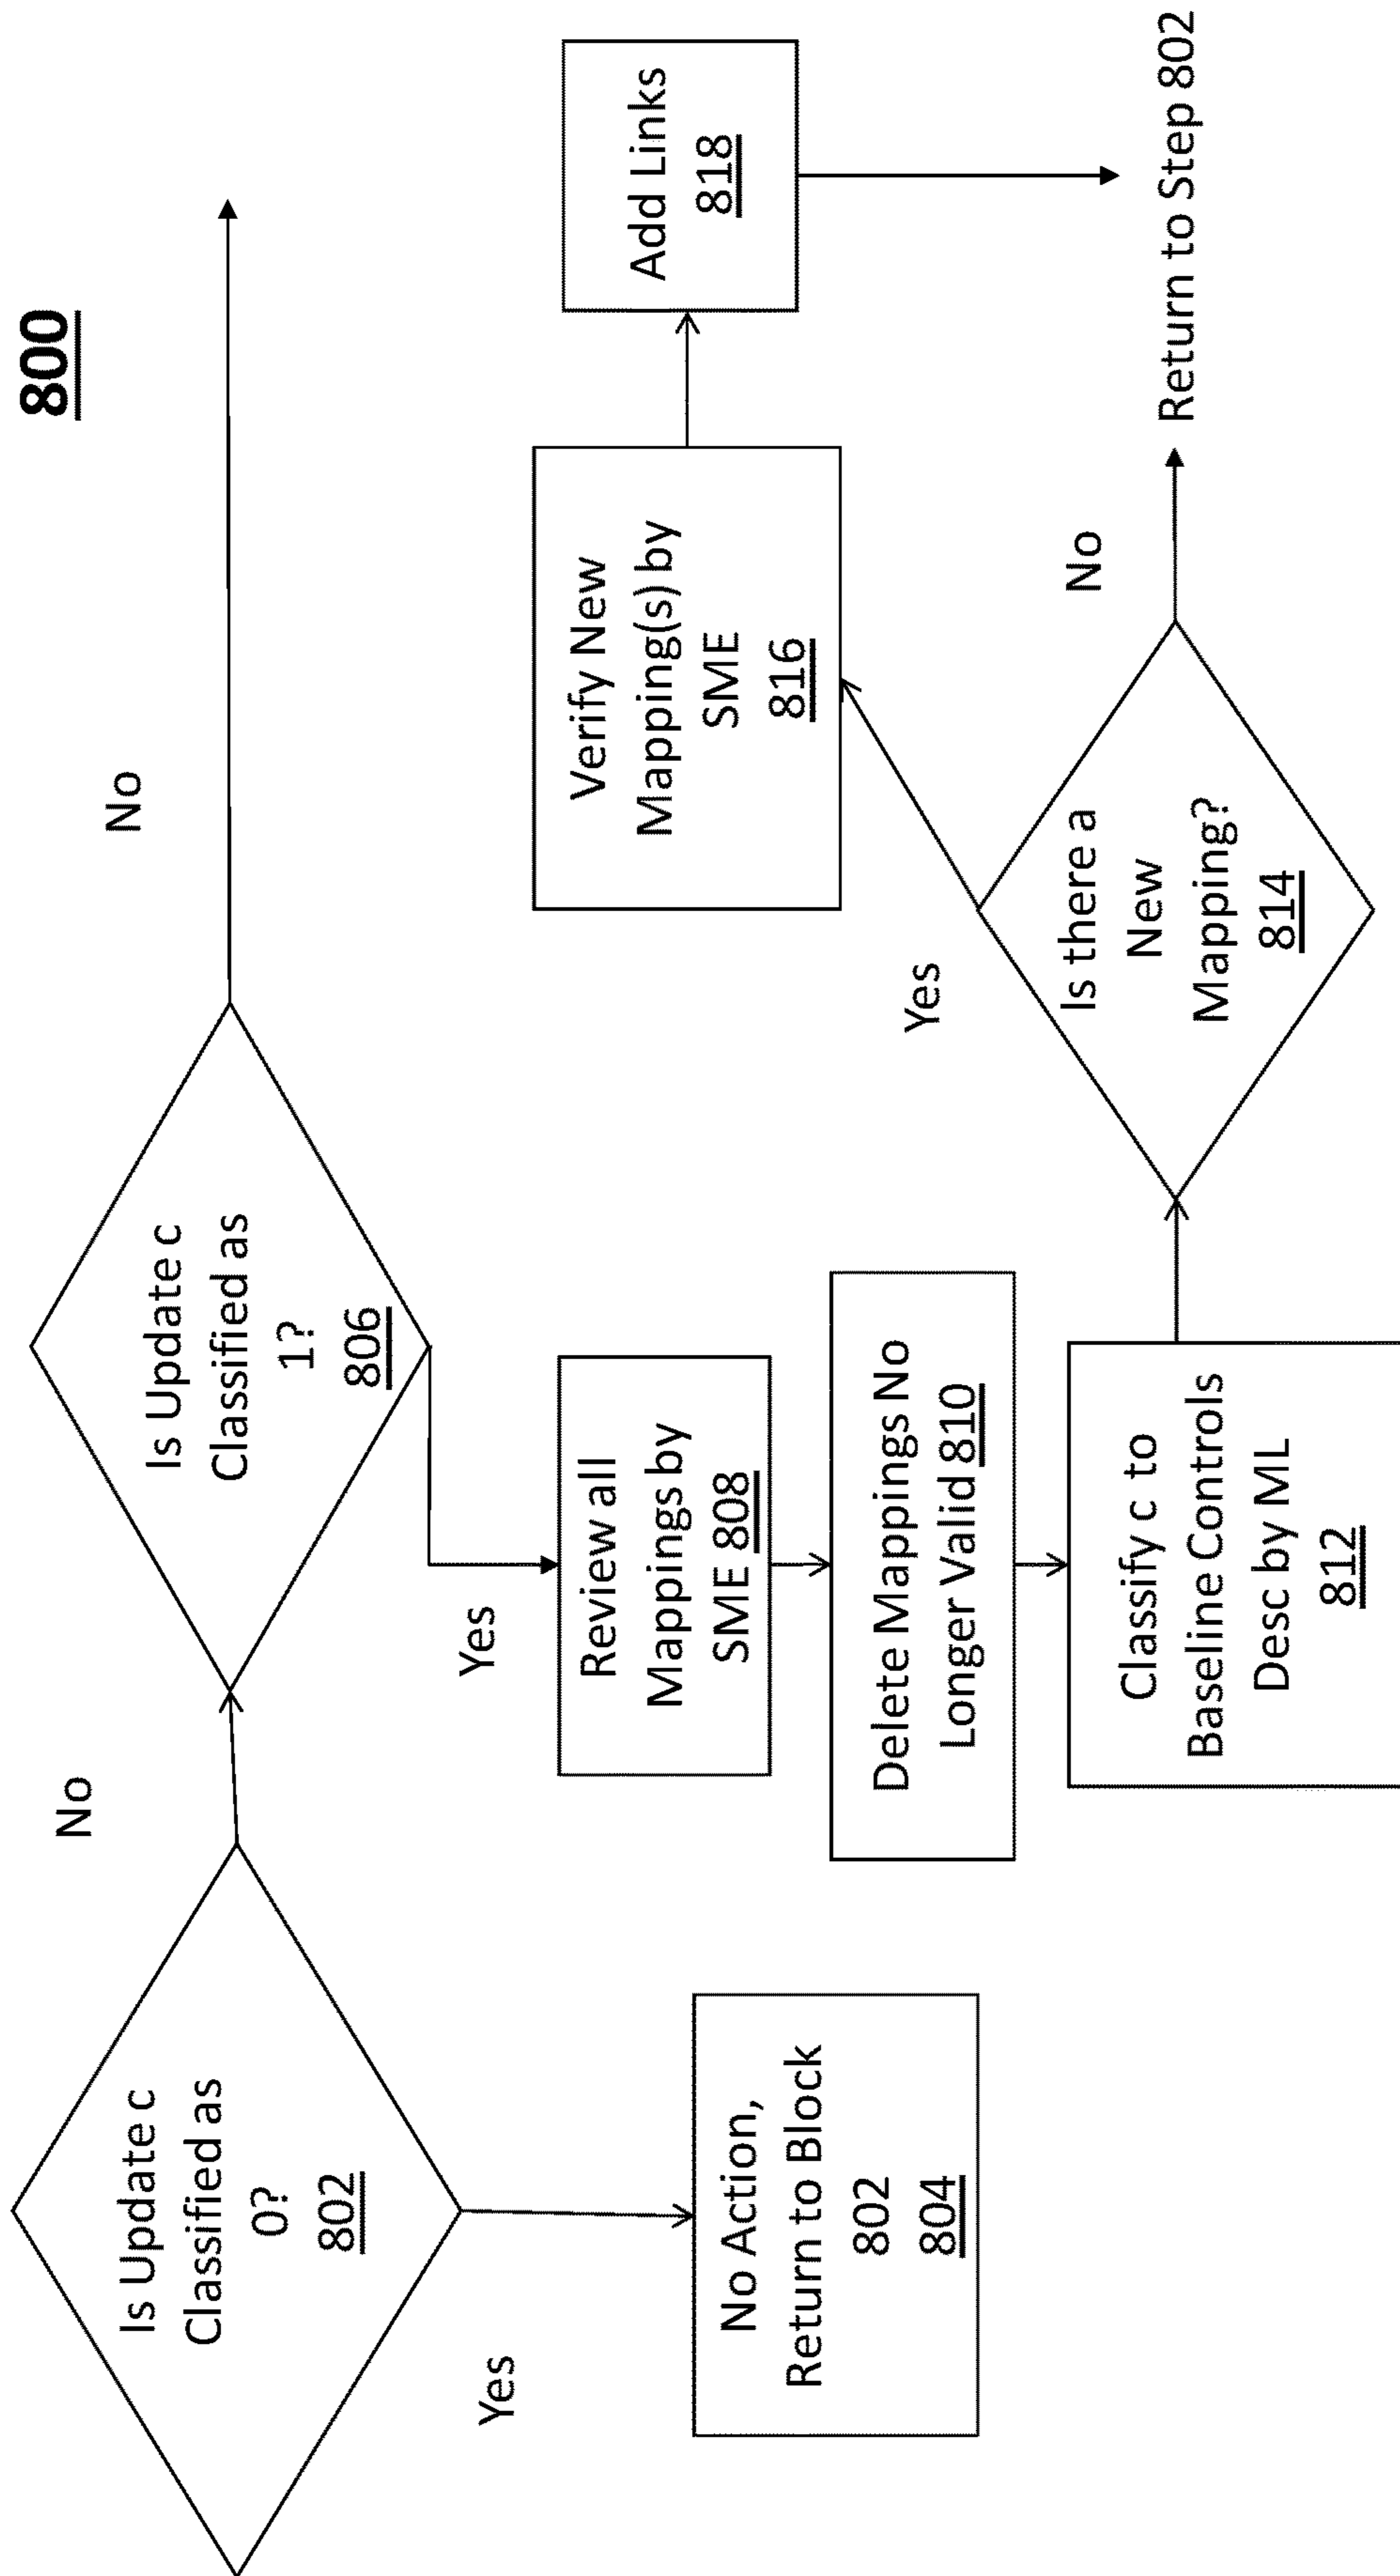 800
Is Update c
Classified as
0?
802
No
Yes
No Action,
Return to Block
802
804
Is Update c
Classified as
1?
806
No
Yes
Review all
Mappings by
SME 808
Delete Mappings No
Longer Valid 810
Classify c to
Baseline Controls
Desc by ML
812
Is there a
New
Mapping?
814
Yes
No
Verify New
Mapping(s) by
SME
816
Add Links
818
Return to Step 802